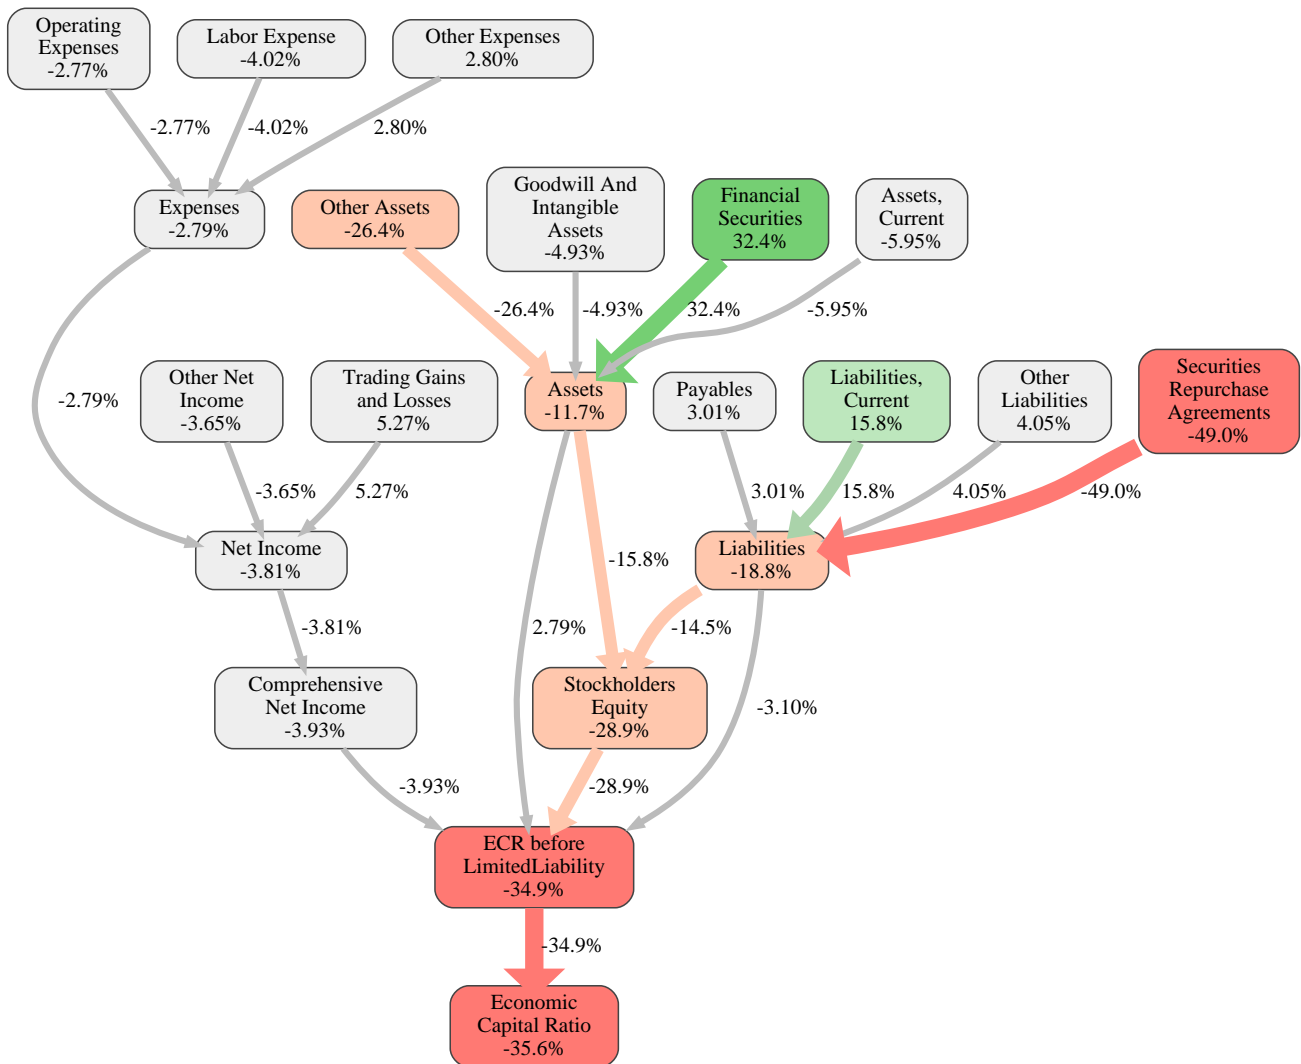 Operating
Expenses
-2.77%
Labor Expense
-4.02%
Other Expenses
2.80%
-2.77%
-4.02%
2.80%
Expenses
-2.79%
Other Assets
-26.4%
Goodwill And
Intangible
Assets
-4.93%
Financial
Securities
32.4%
Assets,
Current
-5.95%
-26.4%
-4.93%
32.4%
-5.95%
-2.79%
Other Net
Income
-3.65%
Trading Gains
and Losses
5.27%
Assets
-11.7%
Payables
3.01%
Liabilities,
Current
15.8%
Other
Liabilities
4.05%
Securities
Repurchase
Agreements
-49.0%
-3.65%
5.27%
3.01%
15.8%
4.05%
-49.0%
Net Income
-3.81%
-15.8%
Liabilities
-18.8%
-3.81%
2.79%
-14.5%
Comprehensive
Net Income
-3.93%
Stockholders
Equity
-28.9%
-3.10%
-3.93%
-28.9%
ECR before
LimitedLiability
-34.9%
-34.9%
Economic
Capital Ratio
-35.6%